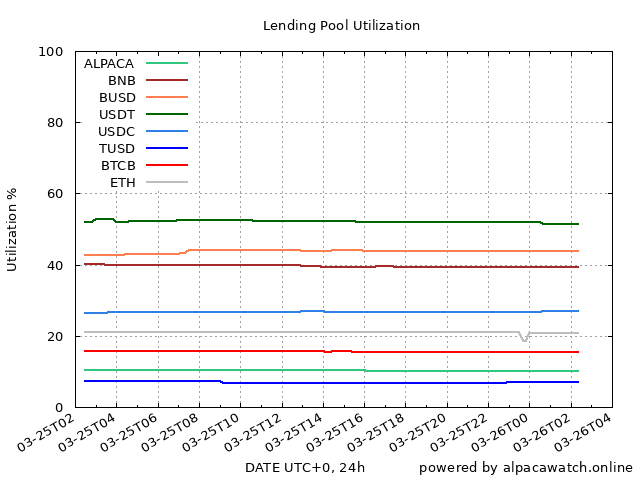 Lending Pool Utilization
100
80
60
40
20
0
Utilization %
ALPACA
BNB
BUSD
USDT
USDC
TUSD
BTCB
ETH
03-25T02
03-25T04
03-25T06
03-25T08
03-25T10
03-25T12
03-25T14
03-25T16
03-25T18
03-25T20
03-25T22
03-26T00
03-26T02
03-26T04
DATE UTC+0, 24h
powered by alpacawatch.online